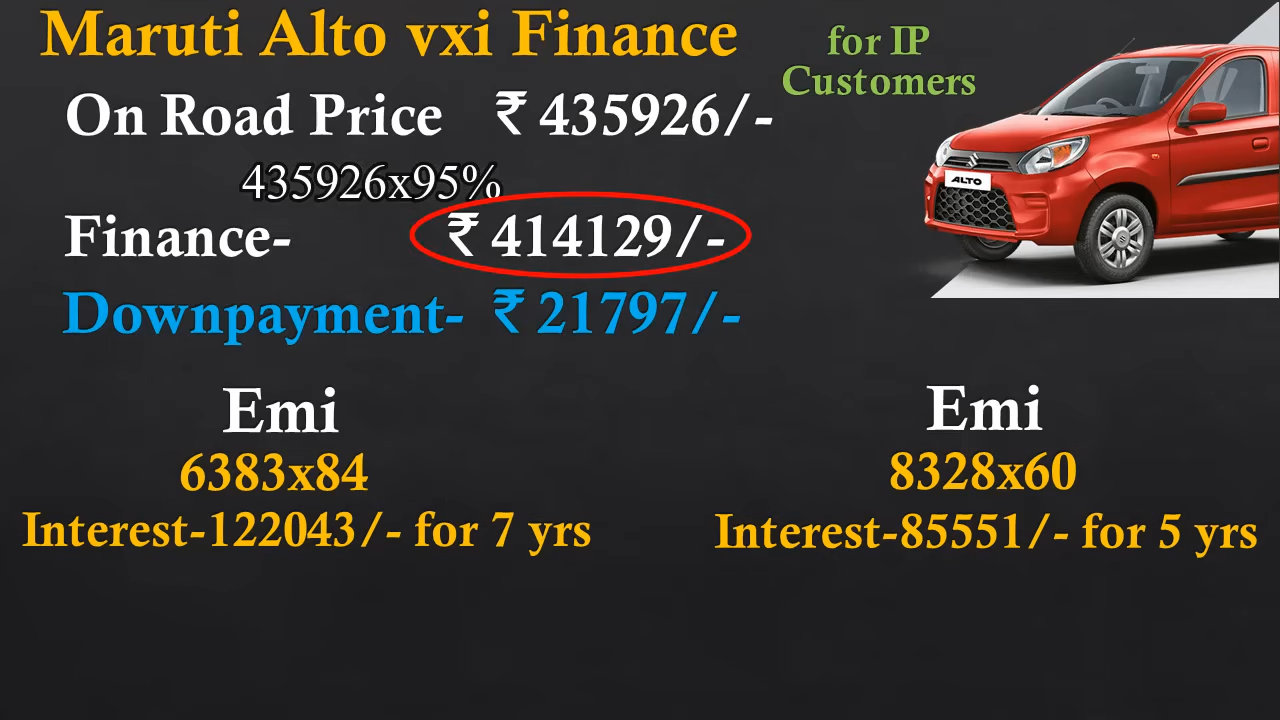 Maruti Alto vxi Finance
for IP
Customers
On Road Price ₹ 435926/-
435926x95%
Finance- ₹ 414129/-
Downpayment- ₹ 21797/-
ALTO
Emi
6383x84
Interest-122043/- for 7 yrs
Emi
8328x60
Interest-85551/- for 5 yrs